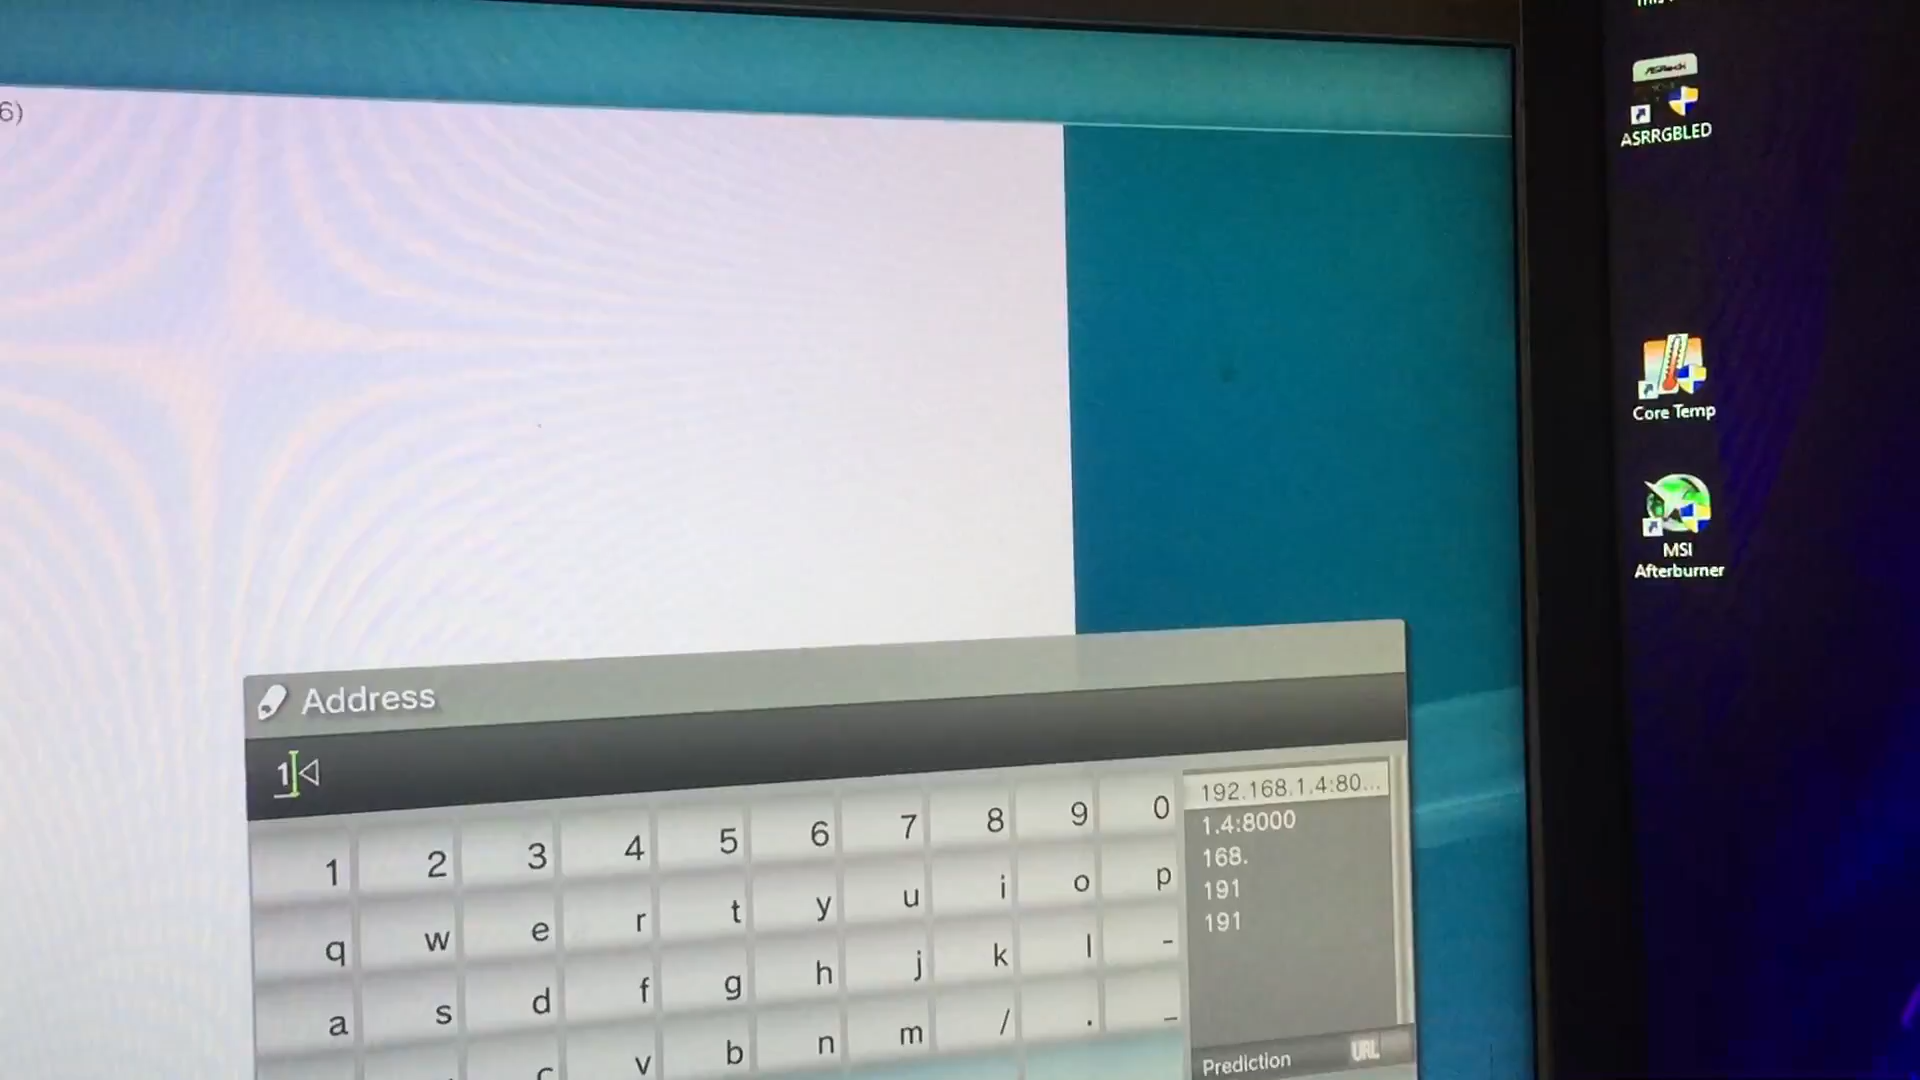 6)
ASRock
ASRRGBLED
Core Temp
MSI
Afterburner
Address
1
1 2 3 4 5 6 7 8 9 0
q w e r t y u i o p
a s d f g h j k l -
c v b n m / . _
192.168.1.4:80...
1.4:8000
168.
191
191
Prediction URL